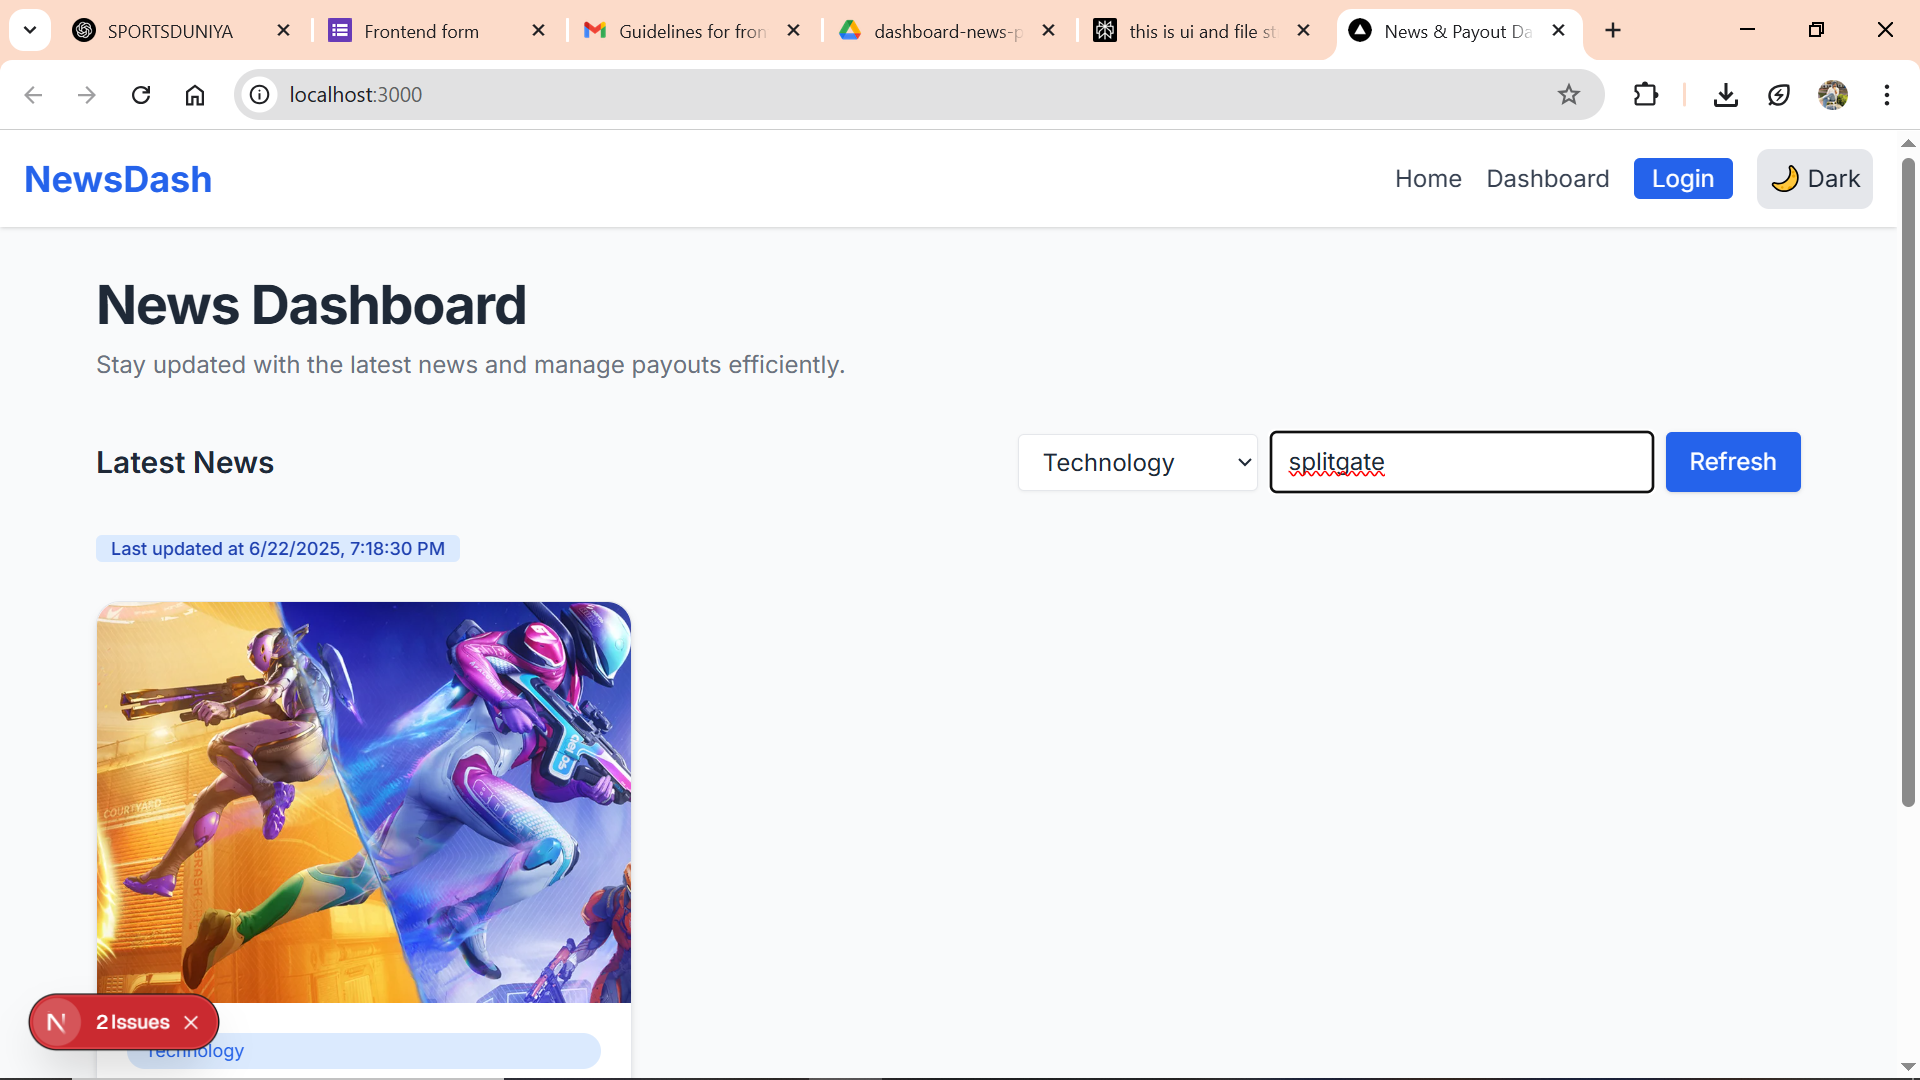 SPORTSDUNIYA
Frontend form
Guidelines for fron
dashboard-news-p
this is ui and file st
News & Payout Da
localhost:3000
NewsDash
Home
Dashboard
Login
🌙 Dark
News Dashboard
Stay updated with the latest news and manage payouts efficiently.
Latest News
Technology
splitgate
Refresh
Last updated at 6/22/2025, 7:18:30 PM
COURTYARD
N
2 Issues
Technology